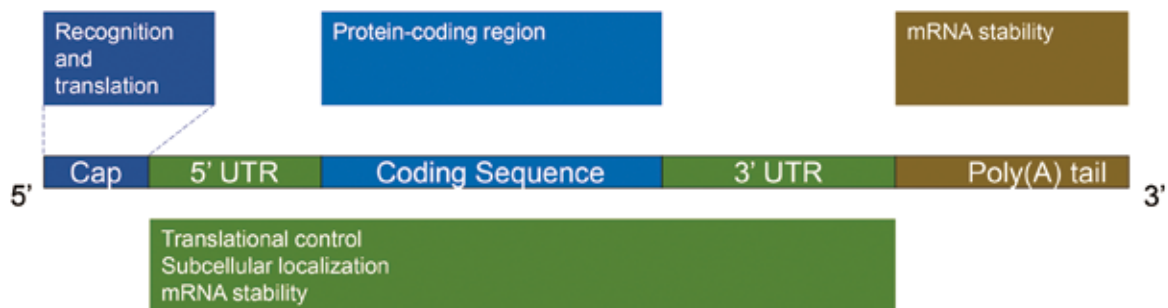 Recognition
and
translation
Protein-coding region
mRNA stability
5’
Cap
5’ UTR
Coding Sequence
3’ UTR
Poly(A) tail
3’
Translational control
Subcellular localization
mRNA stability